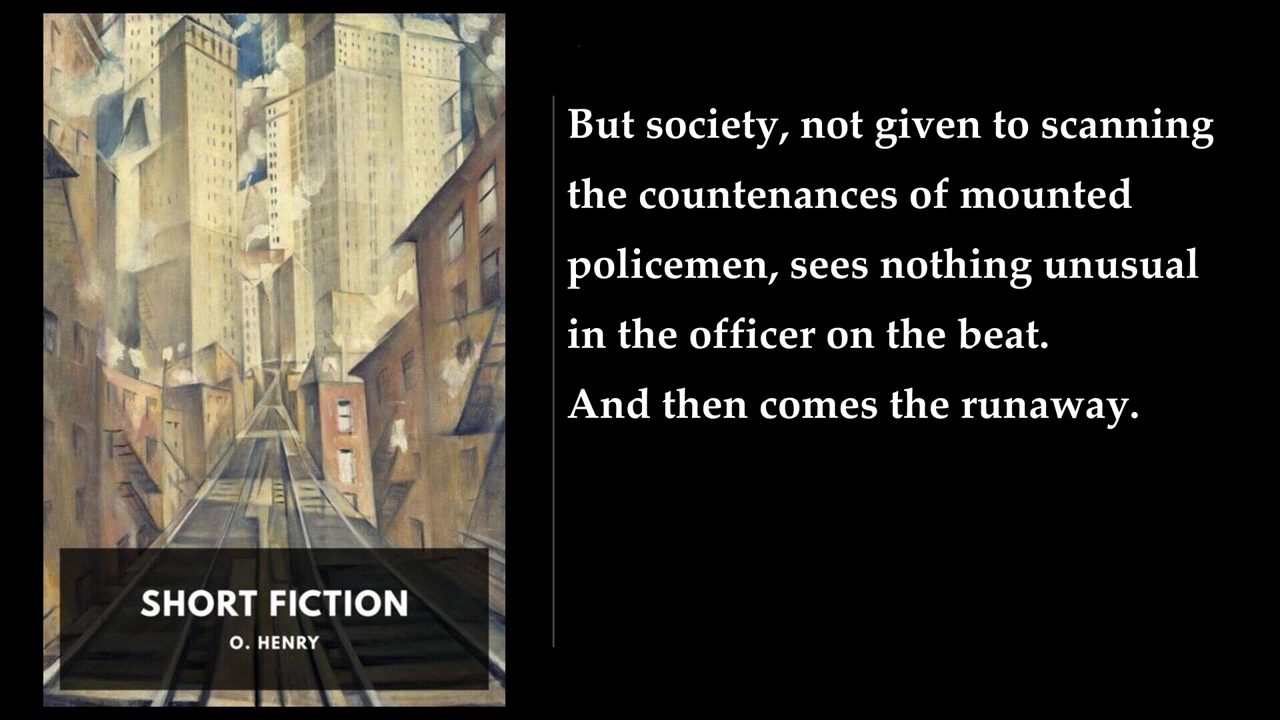 SHORT FICTION
O. HENRY
But society, not given to scanning
the countenances of mounted
policemen, sees nothing unusual
in the officer on the beat.
And then comes the runaway.